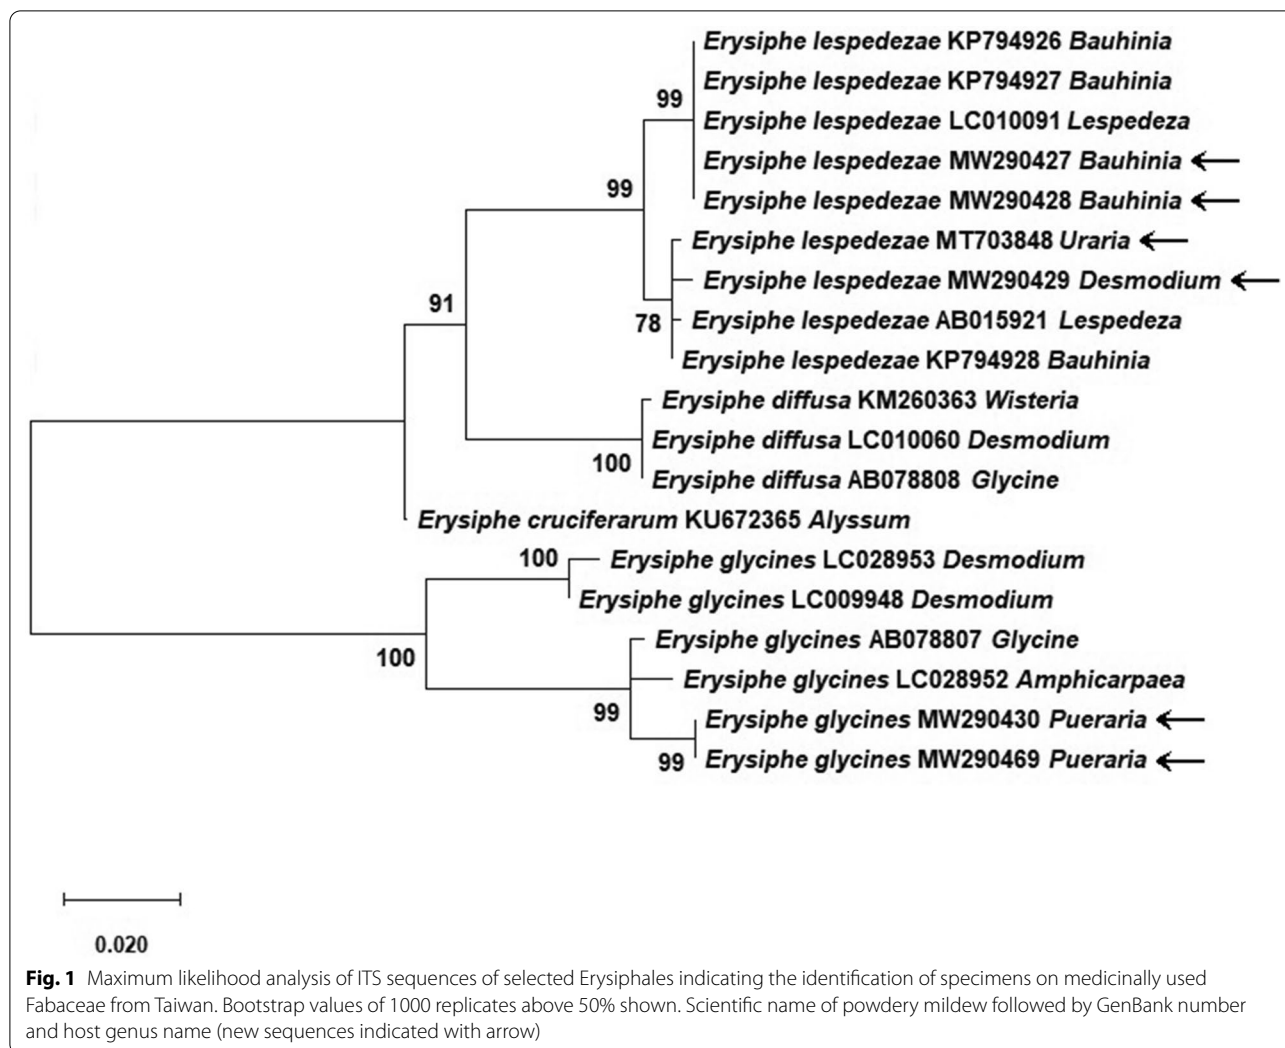 Erysiphe lespedezae KP794926 Bauhinia
Erysiphe lespedezae KP794927 Bauhinia
99
Erysiphe lespedezae LC010091 Lespedeza
Erysiphe lespedezae MW290427 Bauhinia
99
Erysiphe lespedezae MW290428 Bauhinia
Erysiphe lespedezae MT703848 Uraria
Erysiphe lespedezae MW290429 Desmodium
91
78
Erysiphe lespedezae AB015921 Lespedeza
Erysiphe lespedezae KP794928 Bauhinia
Erysiphe diffusa KM260363 Wisteria
Erysiphe diffusa LC010060 Desmodium
100
Erysiphe diffusa AB078808 Glycine
Erysiphe cruciferarum KU672365 Alyssum
100
Erysiphe glycines LC028953 Desmodium
Erysiphe glycines LC009948 Desmodium
100
Erysiphe glycines AB078807 Glycine
Erysiphe glycines LC028952 Amphicarpaea
99
Erysiphe glycines MW290430 Pueraria
99
Erysiphe glycines MW290469 Pueraria
0.020
Fig. 1 Maximum likelihood analysis of ITS sequences of selected Erysiphales indicating the identification of specimens on medicinally used
Fabaceae from Taiwan. Bootstrap values of 1000 replicates above 50% shown. Scientific name of powdery mildew followed by GenBank number
and host genus name (new sequences indicated with arrow)